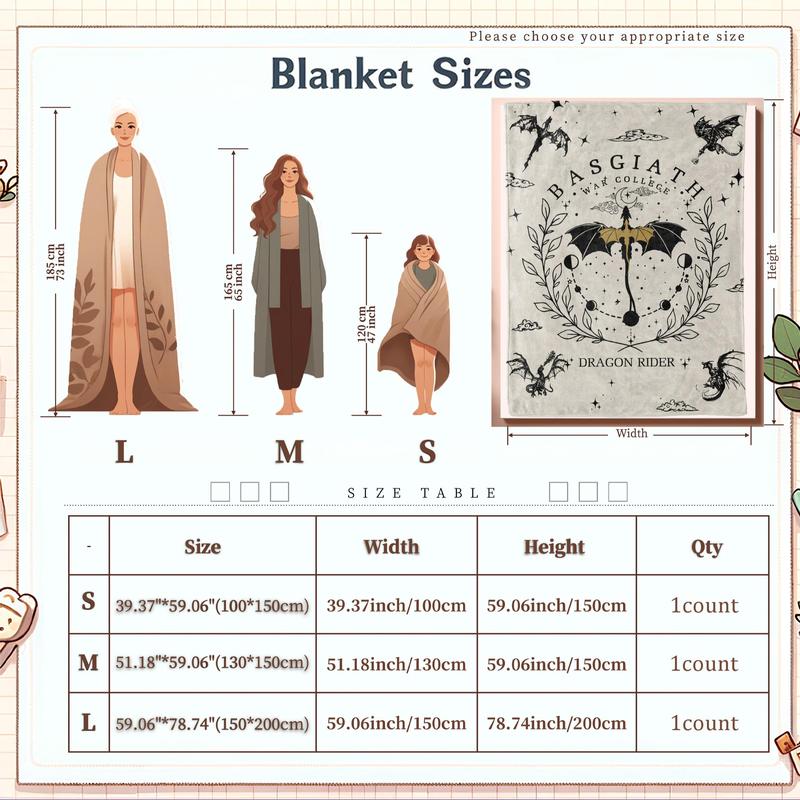 Please choose your appropriate size
Blanket Sizes
185 cm
73 inch
165 cm
65 inch
120 cm
47 inch
BASGIATH
WAR COLLEGE
DRAGON RIDER
Height
Width
L M S
SIZE TABLE
- Size Width Height Qty
S 39.37"*59.06"(100*150cm) 39.37inch/100cm 59.06inch/150cm 1count
M 51.18"*59.06"(130*150cm) 51.18inch/130cm 59.06inch/150cm 1count
L 59.06"*78.74"(150*200cm) 59.06inch/150cm 78.74inch/200cm 1count